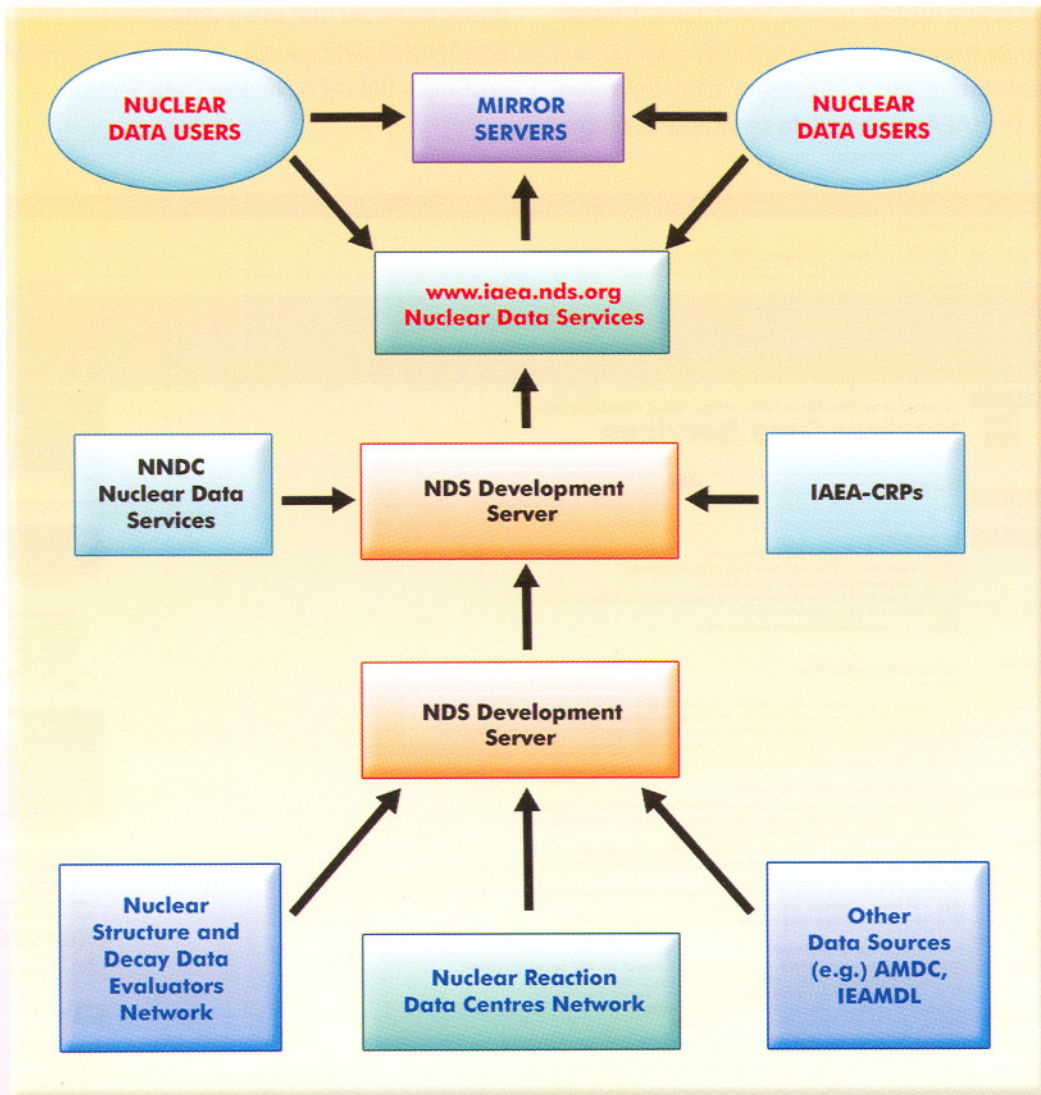 NUCLEAR
DATA USERS
MIRROR
SERVERS
NUCLEAR
DATA USERS
www.iaea.nds.org
Nuclear Data Services
NNDC
Nuclear Data
Services
NDS Development
Server
IAEA-CRPs
NDS Development
Server
Nuclear
Structure and
Decay Data
Evaluators
Network
Nuclear Reaction
Data Centres Network
Other
Data Sources
(e.g.) AMDC,
IEAMDL